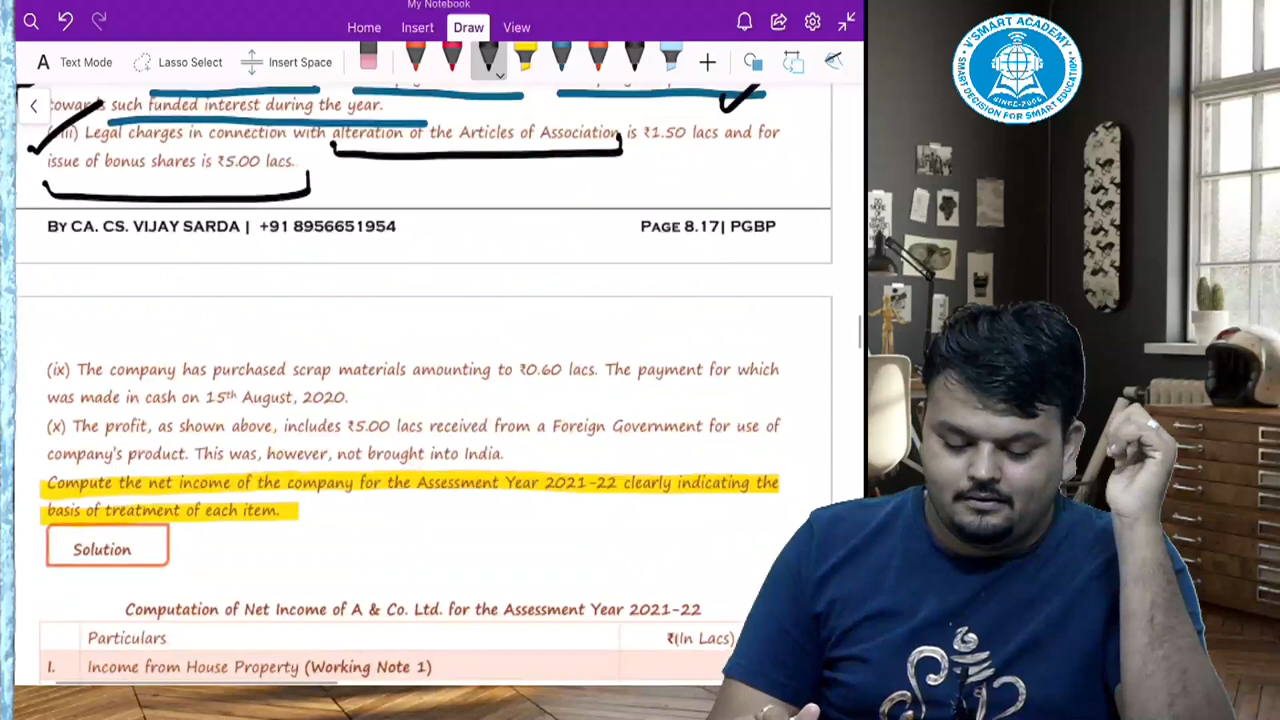 My Notebook
Home Insert Draw View
A Text Mode Lasso Select Insert Space
towards such funded interest during the year.
Legal charges in connection with alteration of the Articles of Association is ₹1.50 lacs and for
issue of bonus shares is ₹5.00 lacs.
BY CA. CS. VIJAY SARDA | +91 8956651954 PAGE 8.17| PGBP
(ix) The company has purchased scrap materials amounting to ₹0.60 lacs. The payment for which
was made in cash on 15th August, 2020.
(x) The profit, as shown above, includes ₹5.00 lacs received from a Foreign Government for use of
company's product. This was, however, not brought into India.
Compute the net income of the company for the Assessment Year 2021-22 clearly indicating the
basis of treatment of each item.
Solution
Computation of Net Income of A & Co. Ltd. for the Assessment Year 2021-22
Particulars ₹(In Lacs)
I. Income from House Property (Working Note 1)
V'SMART ACADEMY
SINCE-2006
SMART DECISION FOR SMART EDUCATION